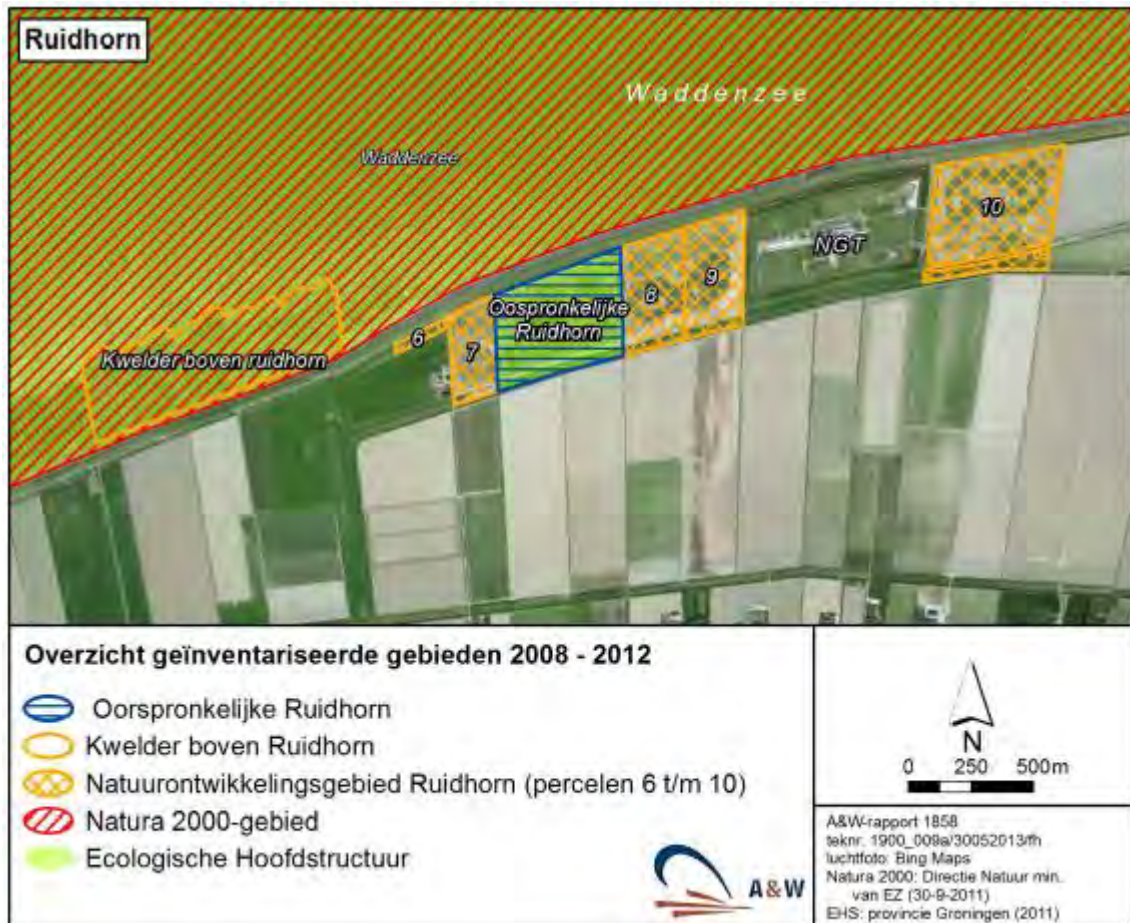 Ruidhorn
Waddenzee
Waddenzee
10
NGT
9
8
Oospronkelijke
Ruidhorn
6
7
Kwelder boven ruidhorn
Overzicht geïnventariseerde gebieden 2008 - 2012
Oorspronkelijke Ruidhorn
Kwelder boven Ruidhorn
Natuurontwikkelingsgebied Ruidhorn (percelen 6 t/m 10)
Natura 2000-gebied
Ecologische Hoofdstructuur
A&W
N
0 250 500m
A&W-rapport 1858
teknr. 1900_009a/30052013/fh
luchtfoto: Bing Maps
Natura 2000: Directie Natuur min.
van EZ (30-9-2011)
EHS: provincie Groningen (2011)